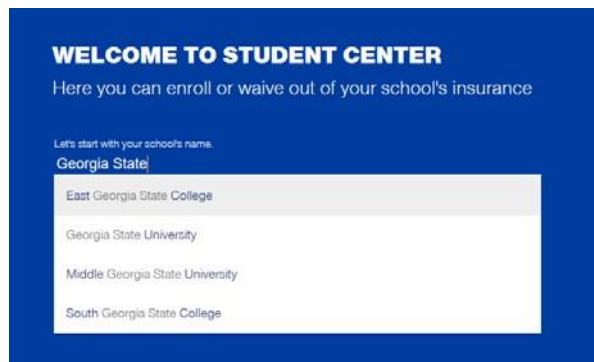 WELCOME TO STUDENT CENTER
Here you can enroll or waive out of your school's insurance
Let's start with your school's name.
Georgia State
East Georgia State College
Georgia State University
Middle Georgia State University
South Georgia State College